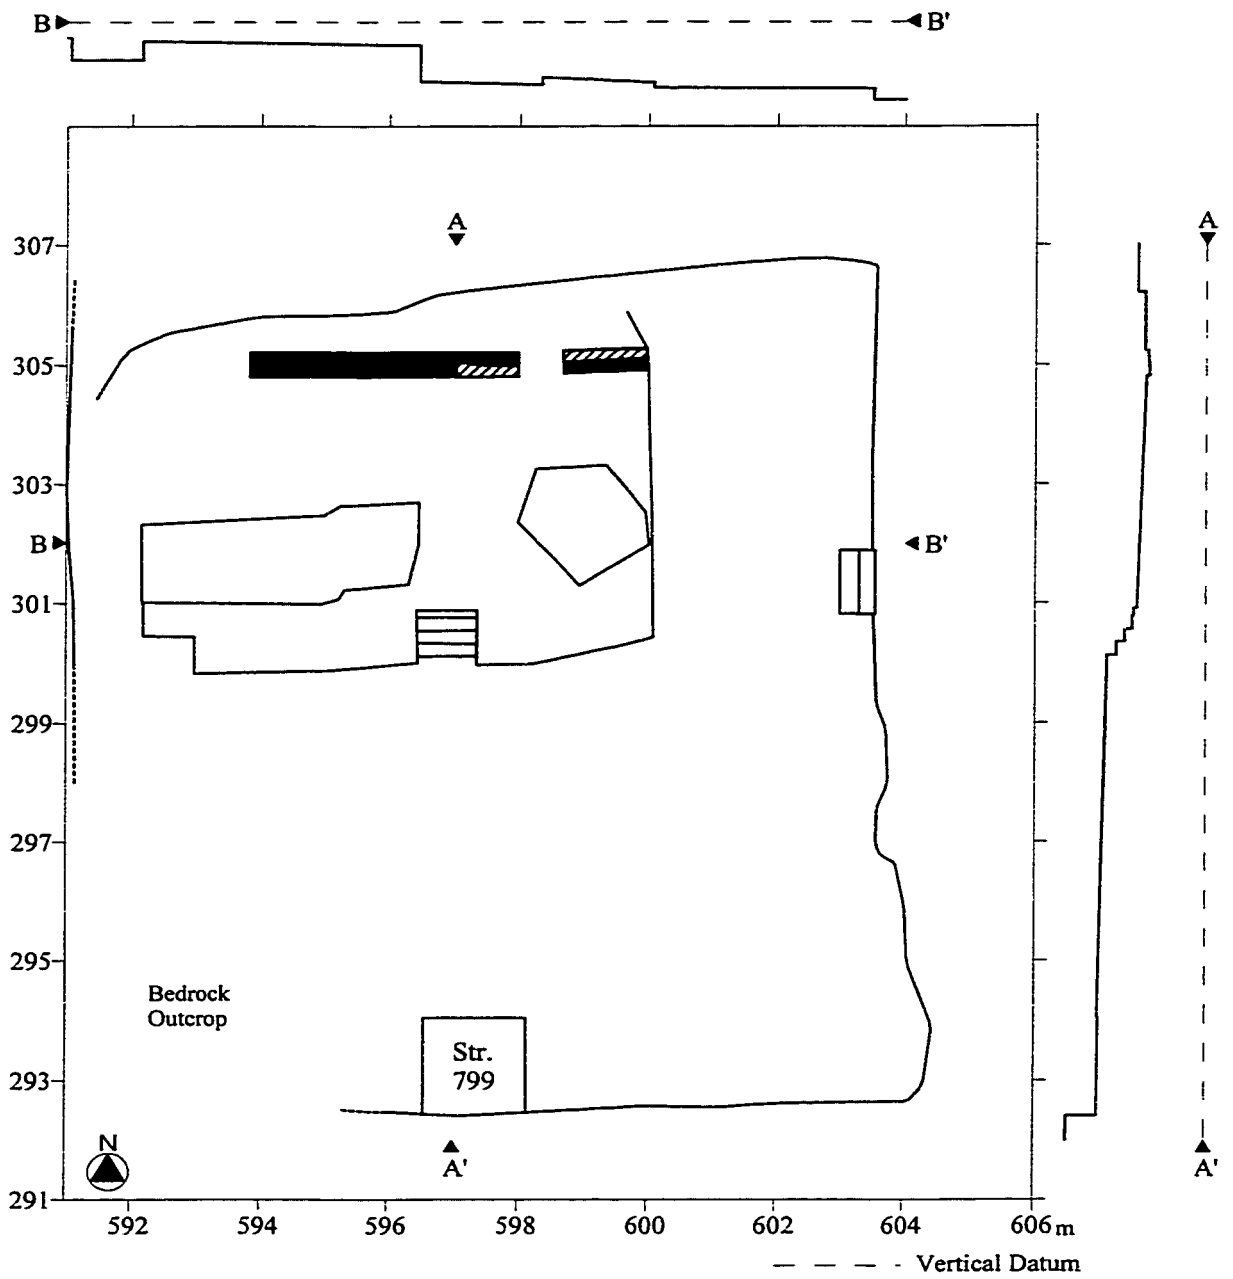 B B'
A
A
307
305
303
B B'
301
299
297
295
Bedrock
Outcrop
Str.
799
293
N
A'
A'
291
592 594 596 598 600 602 604 606 m
Vertical Datum